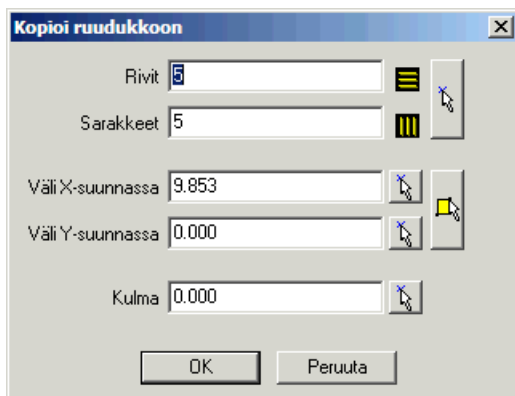 Kopioi ruudukkoon
Rivit 5
Sarakkeet 5
Väli X-suunnassa 9.853
Väli Y-suunnassa 0.000
Kulma 0.000
OK Peruuta